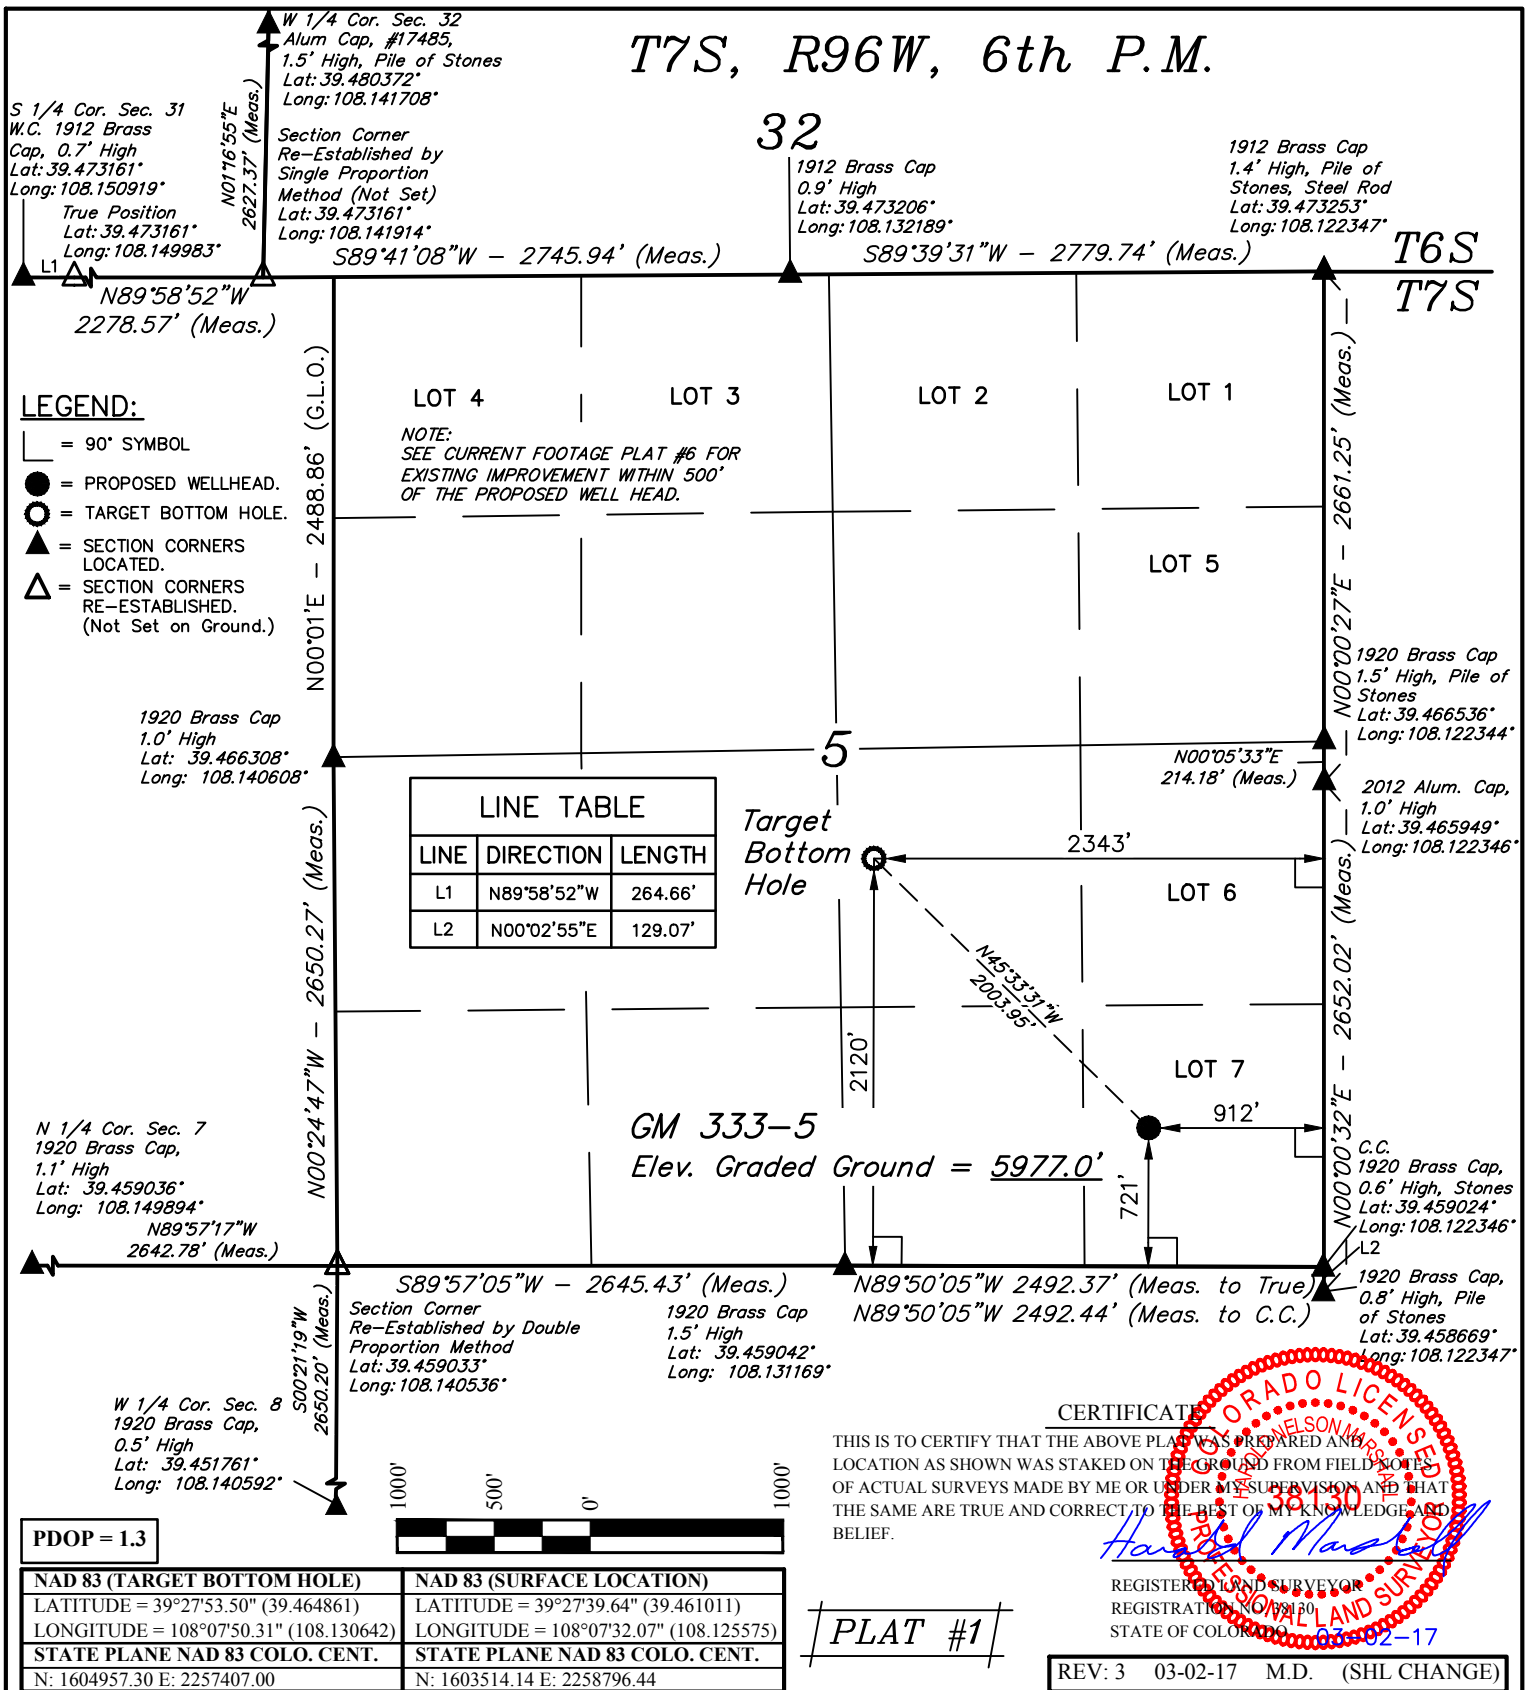 T7S, R96W, 6th P.M.
W 1/4 Cor. Sec. 32
Alum Cap, #17485,
1.5' High, Pile of Stones
Lat: 39.480372°
Long: 108.141708°
S 1/4 Cor. Sec. 31
W.C. 1912 Brass
Cap, 0.7' High
Lat: 39.473161°
Long: 108.150919°
True Position
Lat: 39.473161°
Long: 108.149983°
N01°16'55"E
2627.37' (Meas.)
Section Corner
Re-Established by
Single Proportion
Method (Not Set)
Lat: 39.473161°
Long: 108.141914°
32
1912 Brass Cap
0.9' High
Lat: 39.473206°
Long: 108.132189°
1912 Brass Cap
1.4' High, Pile of
Stones, Steel Rod
Lat: 39.473253°
Long: 108.122347°
L1
S89°41'08"W - 2745.94' (Meas.)
S89°39'31"W - 2779.74' (Meas.)
T6S
T7S
N89°58'52"W
2278.57' (Meas.)
LEGEND:
= 90° SYMBOL
= PROPOSED WELLHEAD.
= TARGET BOTTOM HOLE.
= SECTION CORNERS
LOCATED.
= SECTION CORNERS
RE-ESTABLISHED.
(Not Set on Ground.)
N00°01'E - 2488.86' (G.L.O.)
LOT 4
LOT 3
LOT 2
LOT 1
NOTE:
SEE CURRENT FOOTAGE PLAT #6 FOR
EXISTING IMPROVEMENT WITHIN 500'
OF THE PROPOSED WELL HEAD.
LOT 5
N00°00'27"E - 2661.25' (Meas.)
1920 Brass Cap
1.5' High, Pile of
Stones
Lat: 39.466536°
Long: 108.122344°
1920 Brass Cap
1.0' High
Lat: 39.466308°
Long: 108.140608°
5
N00°05'33"E
214.18' (Meas.)
2012 Alum. Cap,
1.0' High
Lat: 39.465949°
Long: 108.122346°
LINE TABLE
LINE DIRECTION LENGTH
L1 N89°58'52"W 264.66'
L2 N00°02'55"E 129.07'
Target
Bottom
Hole
2343'
LOT 6
N00°24'47"W - 2650.27' (Meas.)
N45°33'31"W
2003.95'
2120'
LOT 7
912'
721'
N00°00'32"E - 2652.02' (Meas.)
GM 333-5
Elev. Graded Ground = 5977.0'
N 1/4 Cor. Sec. 7
1920 Brass Cap,
1.1' High
Lat: 39.459036°
Long: 108.149894°
N89°57'17"W
2642.78' (Meas.)
C.C.
1920 Brass Cap,
0.6' High, Stones
Lat: 39.459024°
Long: 108.122346°
L2
1920 Brass Cap,
0.8' High, Pile
of Stones
Lat: 39.458669°
Long: 108.122347°
S89°57'05"W - 2645.43' (Meas.)
N89°50'05"W 2492.37' (Meas. to True)
N89°50'05"W 2492.44' (Meas. to C.C.)
S00°21'19"W
2650.20' (Meas.)
Section Corner
Re-Established by Double
Proportion Method
Lat: 39.459033°
Long: 108.140536°
1920 Brass Cap
1.5' High
Lat: 39.459042°
Long: 108.131169°
W 1/4 Cor. Sec. 8
1920 Brass Cap,
0.5' High
Lat: 39.451761°
Long: 108.140592°
1000' 500' 0' 1000'
PDOP = 1.3
NAD 83 (TARGET BOTTOM HOLE)
LATITUDE = 39°27'53.50" (39.464861)
LONGITUDE = 108°07'50.31" (108.130642)
STATE PLANE NAD 83 COLO. CENT.
N: 1604957.30 E: 2257407.00
NAD 83 (SURFACE LOCATION)
LATITUDE = 39°27'39.64" (39.461011)
LONGITUDE = 108°07'32.07" (108.125575)
STATE PLANE NAD 83 COLO. CENT.
N: 1603514.14 E: 2258796.44
PLAT #1
CERTIFICATE
THIS IS TO CERTIFY THAT THE ABOVE PLAT WAS PREPARED AND
LOCATION AS SHOWN WAS STAKED ON THE GROUND FROM FIELD NOTES
OF ACTUAL SURVEYS MADE BY ME OR UNDER MY SUPERVISION AND THAT
THE SAME ARE TRUE AND CORRECT TO THE BEST OF MY KNOWLEDGE AND
BELIEF.
COLORADO LICENSED
HAROLD NELSON MARSHALL
38130
PROFESSIONAL LAND SURVEYOR
Harold Marshall
REGISTERED LAND SURVEYOR
REGISTRATION NO. 38130
STATE OF COLORADO
03-02-17
REV: 3 03-02-17 M.D. (SHL CHANGE)